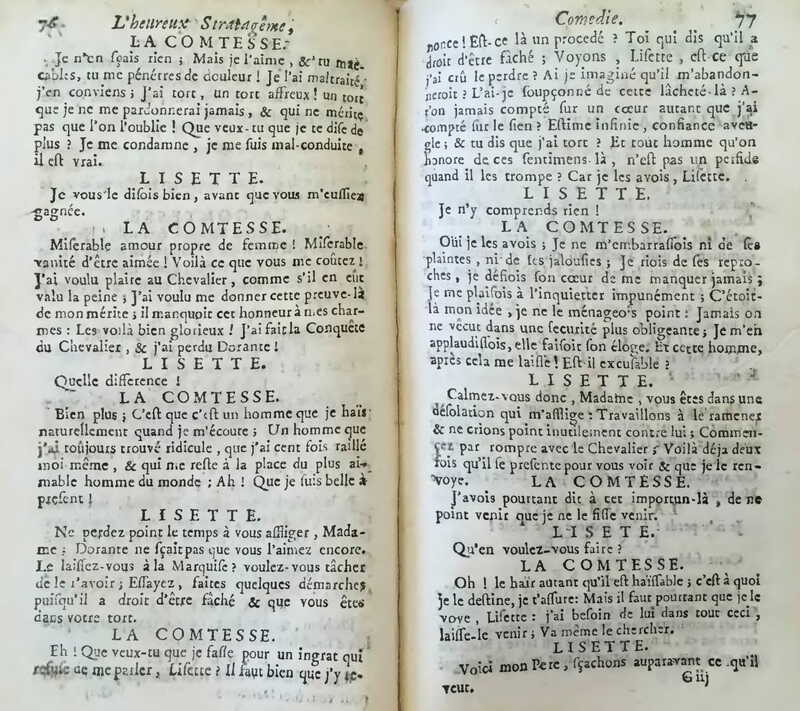 76 L'heureux Stratagême,
LA COMTESSE.
Je n'en sçais rien ; Mais je l'aime, & tu m'ac-
cables, tu me pénétres de douleur ! Je l'ai maltraité,
j'en conviens ; J'ai tort, un tort affreux ! un tort
que je ne me pardonnerai jamais, & qui ne mérite
pas que l'on l'oublie ! Que veux-tu que je te dise de
plus ? Je me condamne, je me suis mal-conduite,
il est vrai.
LISETTE.
Je vous le disois bien, avant que vous m'eussiez
gagnée.
LA COMTESSE.
Miserable amour propre de femme ! Miserable
vanité d'être aimée ! Voilà ce que vous me coûtez !
J'ai voulu plaire au Chevalier, comme s'il en eût
valu la peine ; J'ai voulu me donner cette preuve-là
de mon mérite ; il manquoit cet honneur à mes char-
mes : Les voilà bien glorieux ! J'ai fait la Conquête
du Chevalier, & j'ai perdu Dorante !
LISETTE.
Quelle difference !
LA COMTESSE.
Bien plus ; C'est que c'est un homme que je hais
naturellement quand je m'écoute ; Un homme que
j'ai toûjours trouvé ridicule, que j'ai cent fois raillé
moi-même, & qui me reste à la place du plus ai-
mable homme du monde ; Ah ! Que je suis belle à
présent !
LISETTE.
Ne perdez point le temps à vous affliger, Mada-
me ; Dorante ne sçait pas que vous l'aimez encore.
Le laissez-vous à la Marquise ? voulez-vous tâcher
de le r'avoir ; Essayez, faites quelques démarches,
puisqu'il a droit d'être fâché & que vous êtes
dans votre tort.
LA COMTESSE.
Eh ! Que veux-tu que je fasse pour un ingrat qui
refuse de me parler, Lisette ? Il faut bien que j'y re-
Comedie. 77
nonce ! Est-ce là un procedé ? Toi qui dis qu'il a
droit d'être fâché ; Voyons, Lisette, est-ce que
j'ai crû le perdre ? Ai je imaginé qu'il m'abandon-
neroit ? L'ai-je soupçonné de cette lâcheté-là ? A-
t'on jamais compté sur un cœur autant que j'ai
compté sur le sien ? Estime infinie, confiance aveu-
gle ; & tu dis que j'ai tort ? Et tout homme qu'on
honore de ces sentimens là, n'est pas un perfide
quand il les trompe ? Car je les avois, Lisette.
LISETTE.
Je n'y comprends rien !
LA COMTESSE.
Oüi je les avois ; Je ne m'embarrassois ni de ses
plaintes, ni de ses jalousies ; Je riois de ses repro-
ches, je défiois son cœur de me manquer jamais ;
Je me plaisois à l'inquietter impunément ; C'étoit-
là mon idée, je ne le ménageois point : Jamais on
ne vécut dans une securité plus obligeante ; Je m'en
applaudissois, elle faisoit son éloge. Et cette homme,
après cela me laisse ! Est-il excusable ?
LISETTE.
Calmez-vous donc, Madame, vous êtes dans une
désolation qui m'afflige : Travaillons à le ramener
& ne crions point inutilement contre lui ; Commen-
çez par rompre avec le Chevalier ; Voilà déja deux
fois qu'il se presente pour vous voir & que je le ren-
voye. LA COMTESSE.
J'avois pourtant dit à cet importun-là, de ne
point venir que je ne le fisse venir.
LISETE.
Qu'en voulez-vous faire ?
LA COMTESSE.
Oh ! le haïr autant qu'il est haïssable ; c'est à quoi
je le destine, je t'assure : Mais il faut pourtant que je le
voye, Lisette : j'ai besoin de lui dans tout ceci,
laisse-le venir ; Va même le chercher.
LISETTE.
Voici mon Pere, sçachons auparavant ce qu'il
veut. G iij